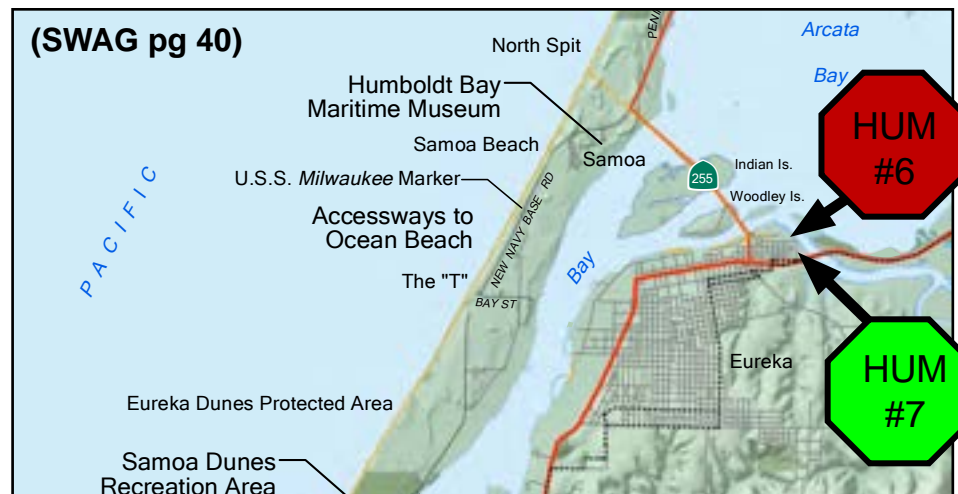 (SWAG pg 40)
North Spit
PENI
Arcata
Bay
Humboldt Bay
Maritime Museum
HUM
#6
Samoa Beach
Samoa
Indian Is.
255
U.S.S. Milwaukee Marker
Woodley Is.
NEW NAVY BASE RD
Accessways to
Ocean Beach
PACIFIC
Bay
The "T"
BAY ST
Eureka
HUM
#7
Eureka Dunes Protected Area
Samoa Dunes
Recreation Area